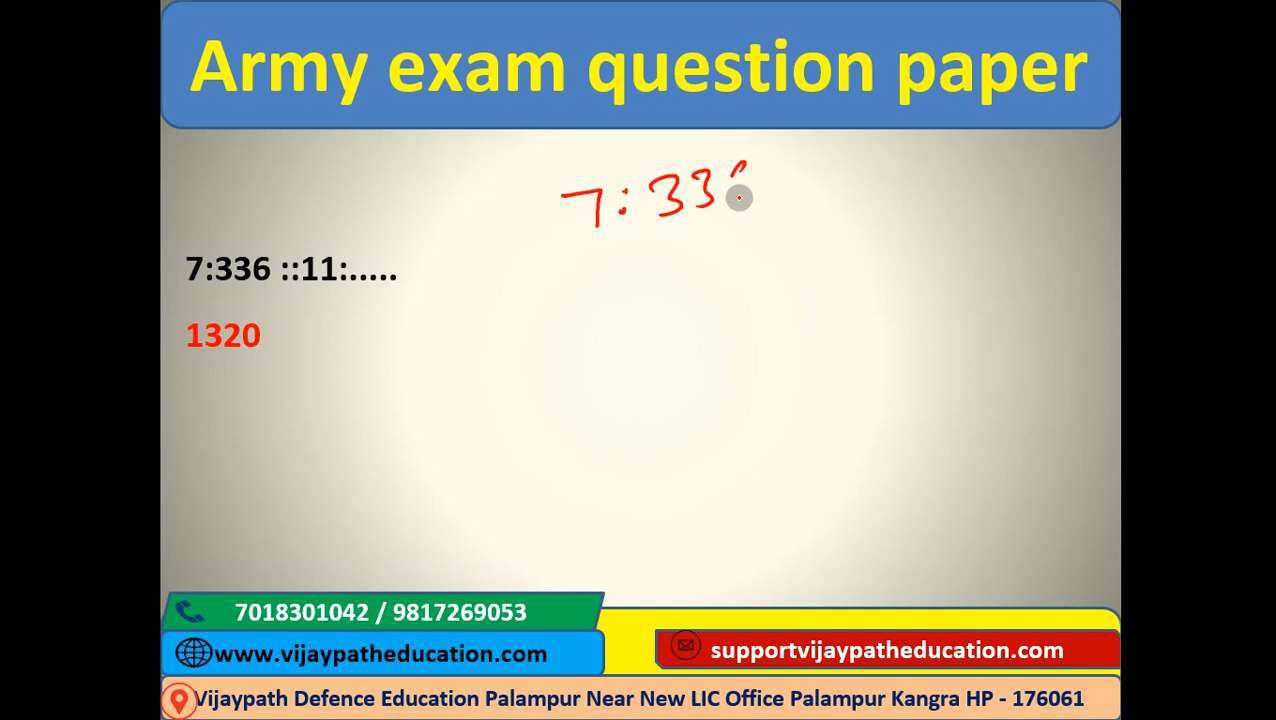 Army exam question paper
7:33
7:336 ::11:.....
1320
7018301042 / 9817269053
www.vijaypatheducation.com
supportvijaypatheducation.com
Vijaypath Defence Education Palampur Near New LIC Office Palampur Kangra HP - 176061